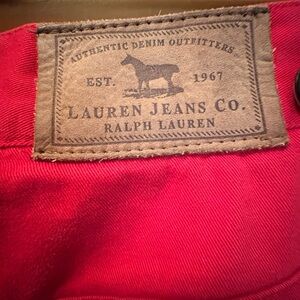 AUTHENTIC DENIM OUTFITTERS
EST. 1967
LAUREN JEANS CO.
RALPH LAUREN